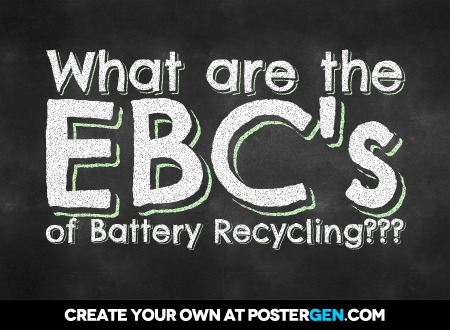 What are the
EBC's
of Battery Recycling???
CREATE YOUR OWN AT POSTERGEN.COM